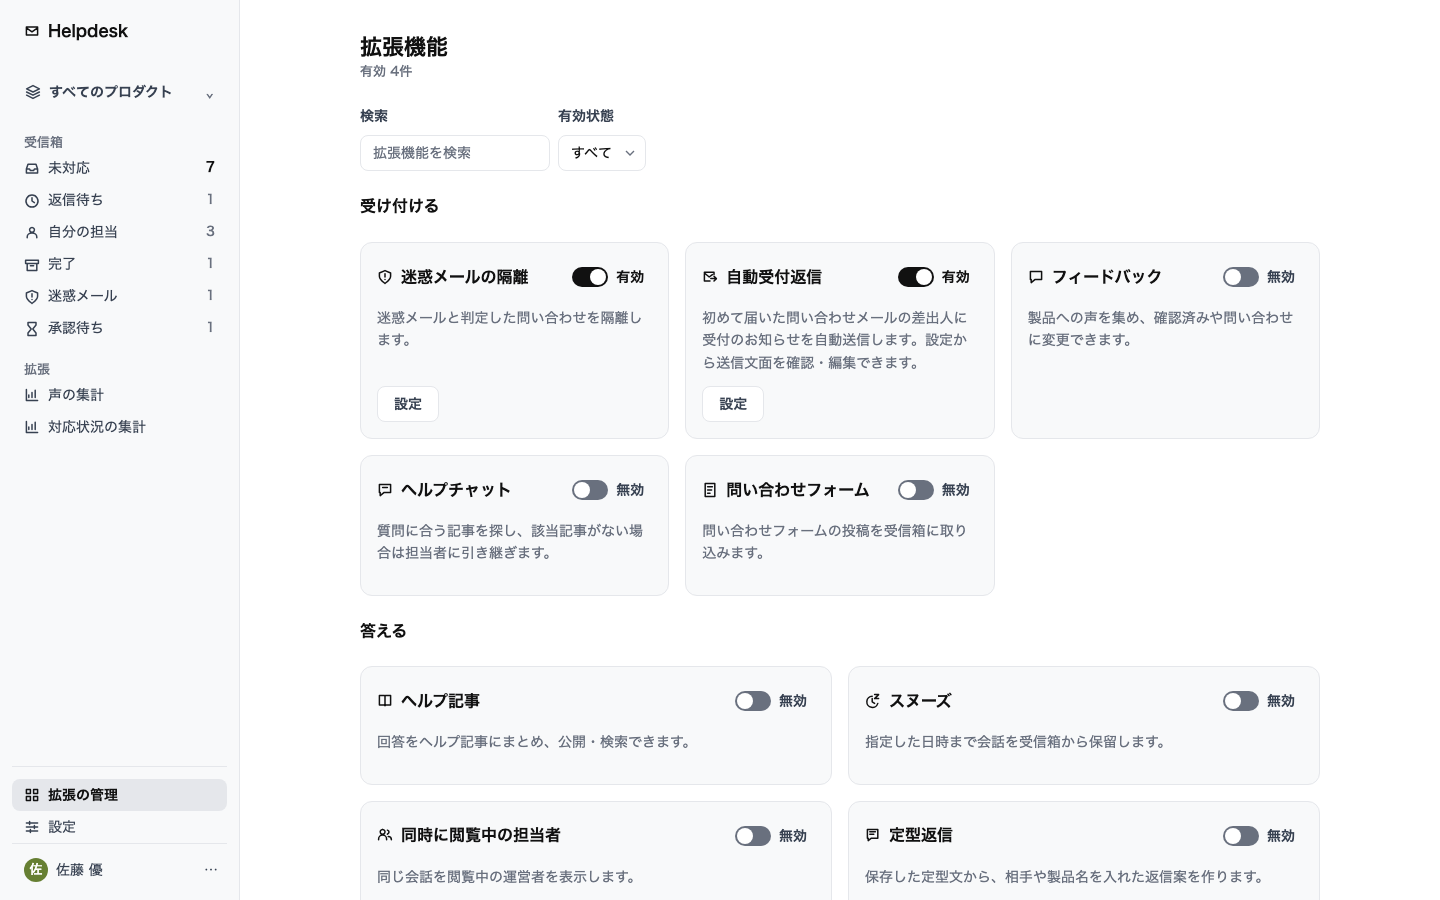 Helpdesk
すべてのプロダクト
受信箱
未対応 7
返信待ち 1
自分の担当 3
完了 1
迷惑メール 1
承認待ち 1
拡張
声の集計
対応状況の集計
拡張の管理
設定
佐 佐藤 優 …
拡張機能
有効 4件
検索
拡張機能を検索
有効状態
すべて
受け付ける
迷惑メールの隔離 有効
迷惑メールと判定した問い合わせを隔離し
ます。
設定
自動受付返信 有効
初めて届いた問い合わせメールの差出人に
受付のお知らせを自動送信します。設定か
ら送信文面を確認・編集できます。
設定
フィードバック 無効
製品への声を集め、確認済みや問い合わせ
に変更できます。
ヘルプチャット 無効
質問に合う記事を探し、該当記事がない場
合は担当者に引き継ぎます。
問い合わせフォーム 無効
問い合わせフォームの投稿を受信箱に取り
込みます。
答える
ヘルプ記事 無効
回答をヘルプ記事にまとめ、公開・検索できます。
スヌーズ 無効
指定した日時まで会話を受信箱から保留します。
同時に閲覧中の担当者 無効
同じ会話を閲覧中の運営者を表示します。
定型返信 無効
保存した定型文から、相手や製品名を入れた返信案を作ります。